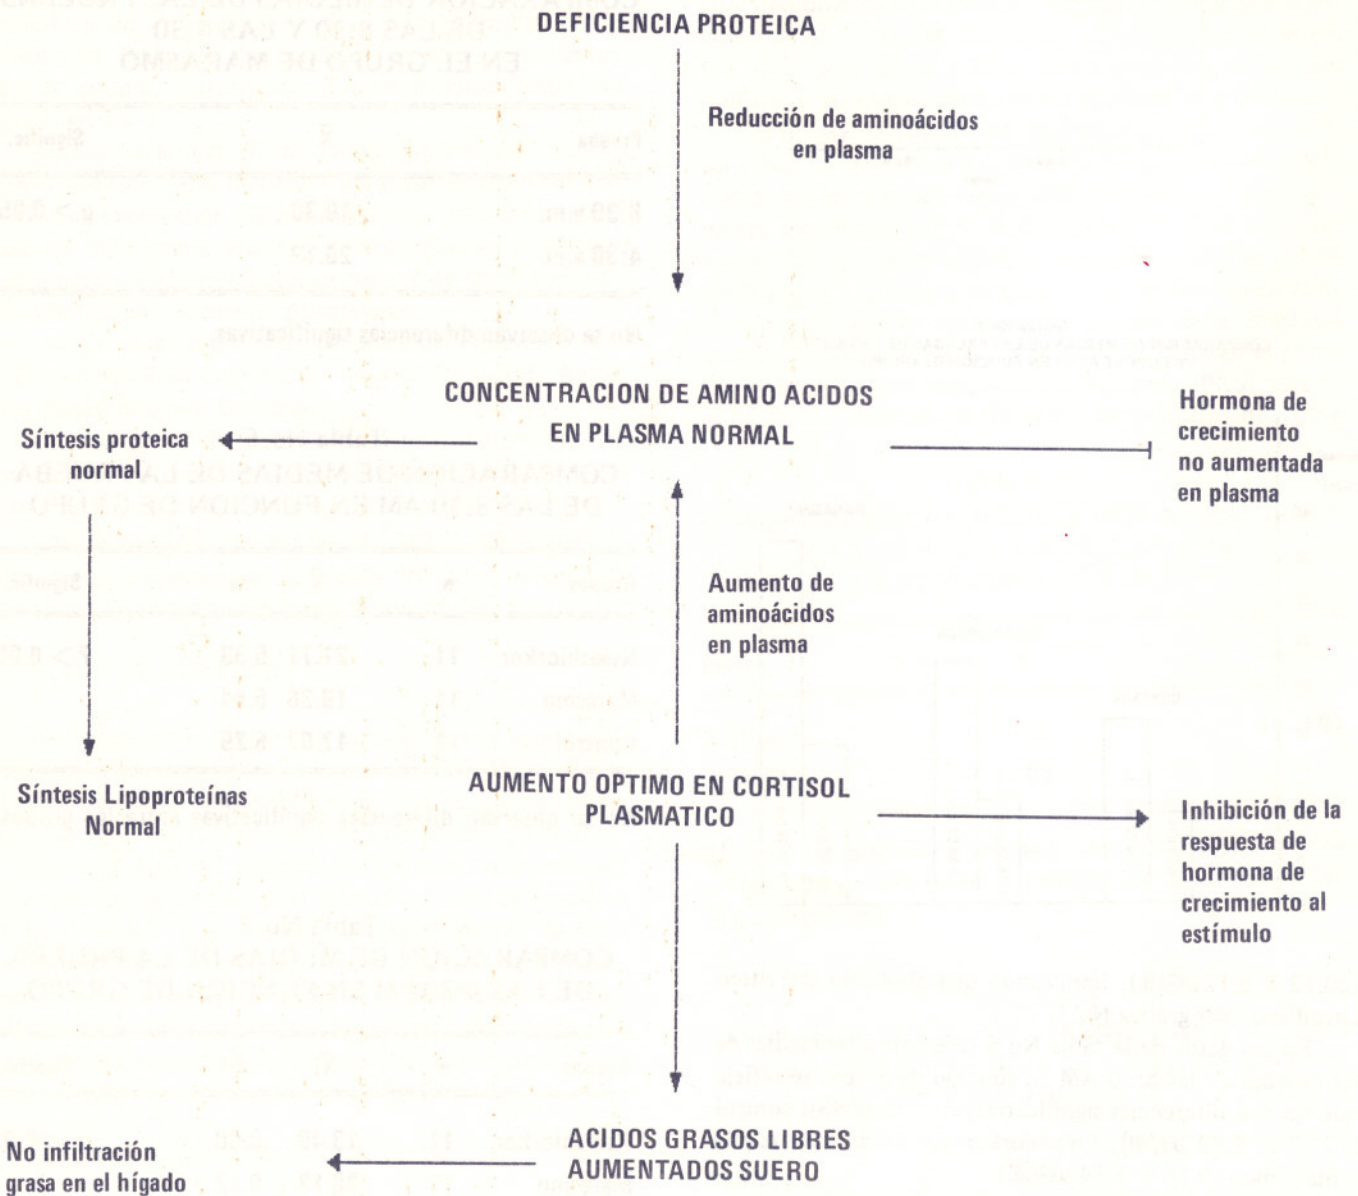 DEFICIENCIA PROTEICA
Reducción de aminoácidos
en plasma
CONCENTRACION DE AMINO ACIDOS
EN PLASMA NORMAL
Síntesis proteica
normal
Hormona de
crecimiento
no aumentada
en plasma
Aumento de
aminoácidos
en plasma
Síntesis Lipoproteínas
Normal
AUMENTO OPTIMO EN CORTISOL
PLASMATICO
Inhibición de la
respuesta de
hormona de
crecimiento al
estímulo
No infiltración
grasa en el hígado
ACIDOS GRASOS LIBRES
AUMENTADOS SUERO